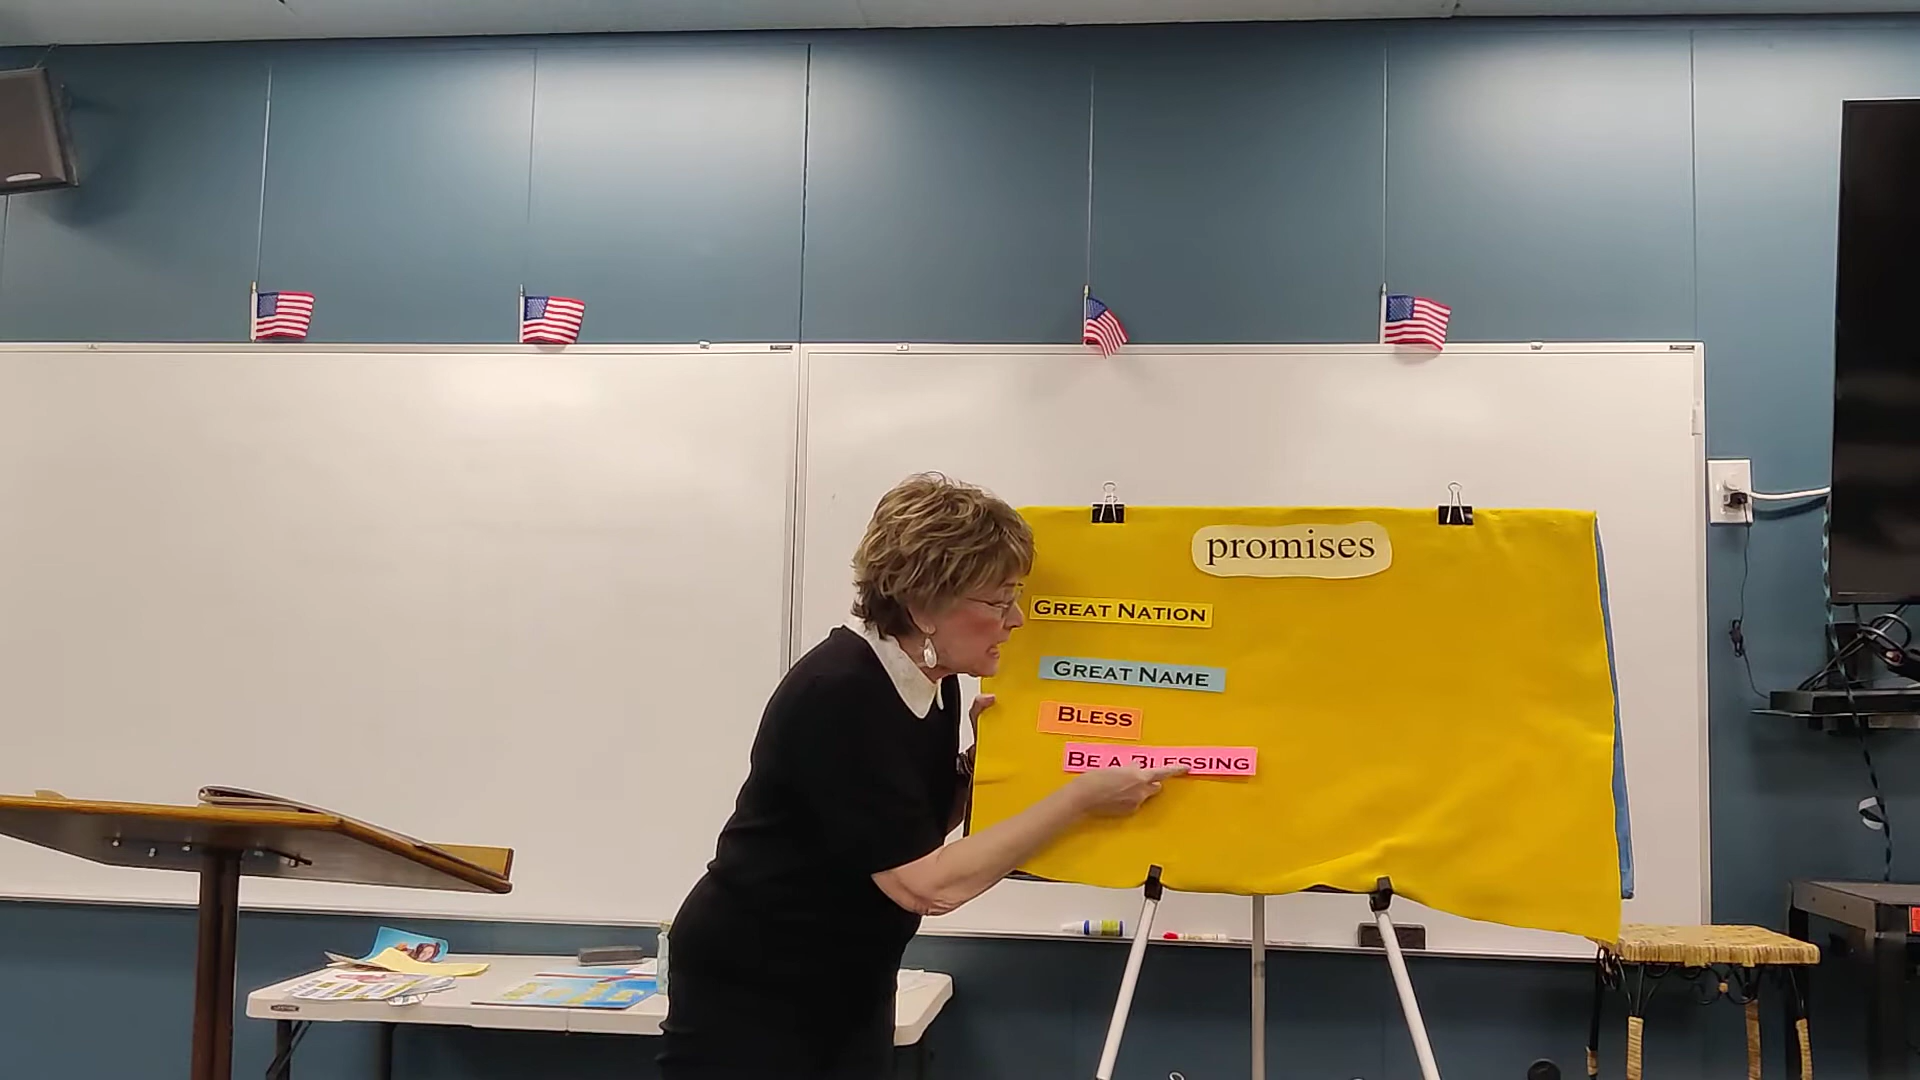 promises
GREAT NATION
GREAT NAME
BLESS
BE A BLESSING